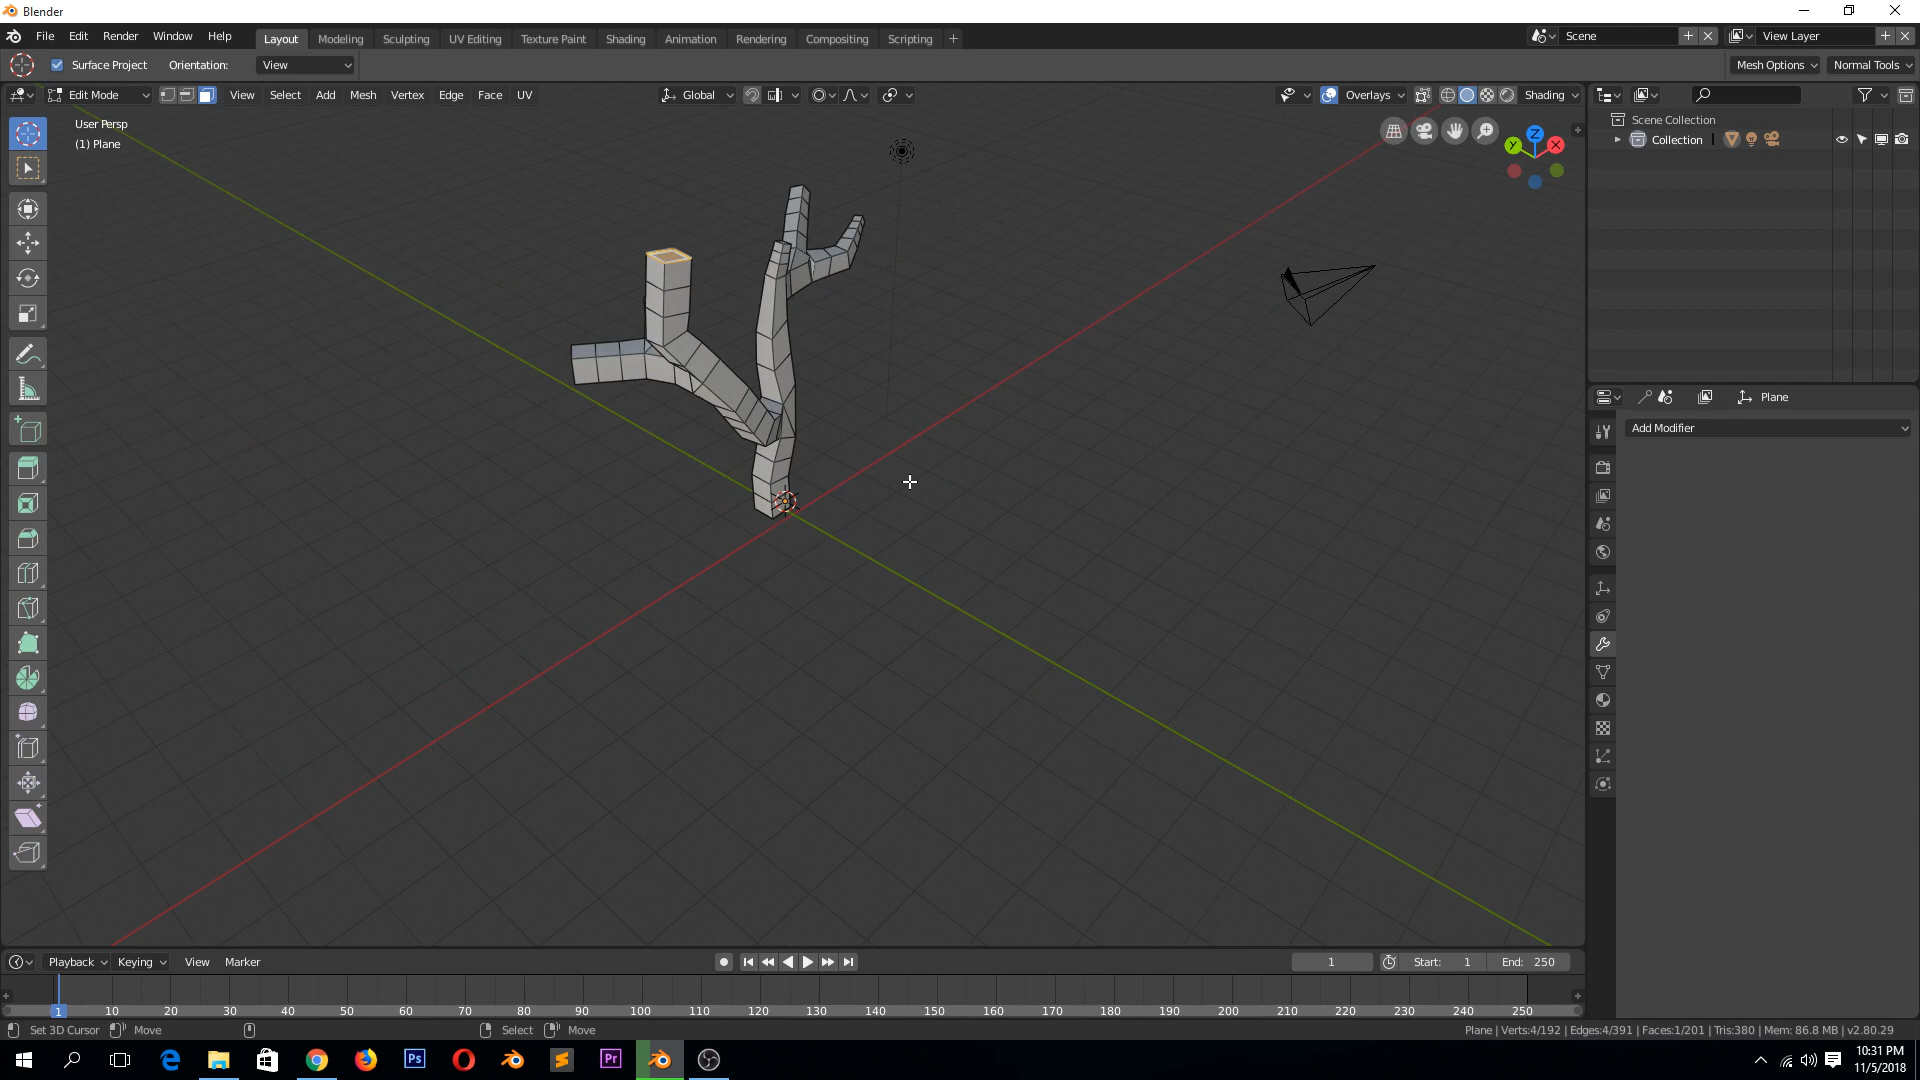 Blender
File Edit Render Window Help Layout Modeling Sculpting UV Editing Texture Paint Shading Animation Rendering Compositing Scripting + Scene View Layer
Surface Project Orientation: View Mesh Options Normal Tools
Edit Mode View Select Add Mesh Vertex Edge Face UV Global Overlays Shading
User Persp
(1) Plane
Z
Y
X
Scene Collection
Collection
Plane
Add Modifier
Playback Keying View Marker 1 Start: 1 End: 250
1 10 20 30 40 50 60 70 80 90 100 110 120 130 140 150 160 170 180 190 200 210 220 230 240 250
Set 3D Cursor Move Select Move Plane | Verts:4/192 | Edges:4/391 | Faces:1/201 | Tris:380 | Mem: 86.8 MB | v2.80.29
Ps
Pr
10:31 PM
11/5/2018